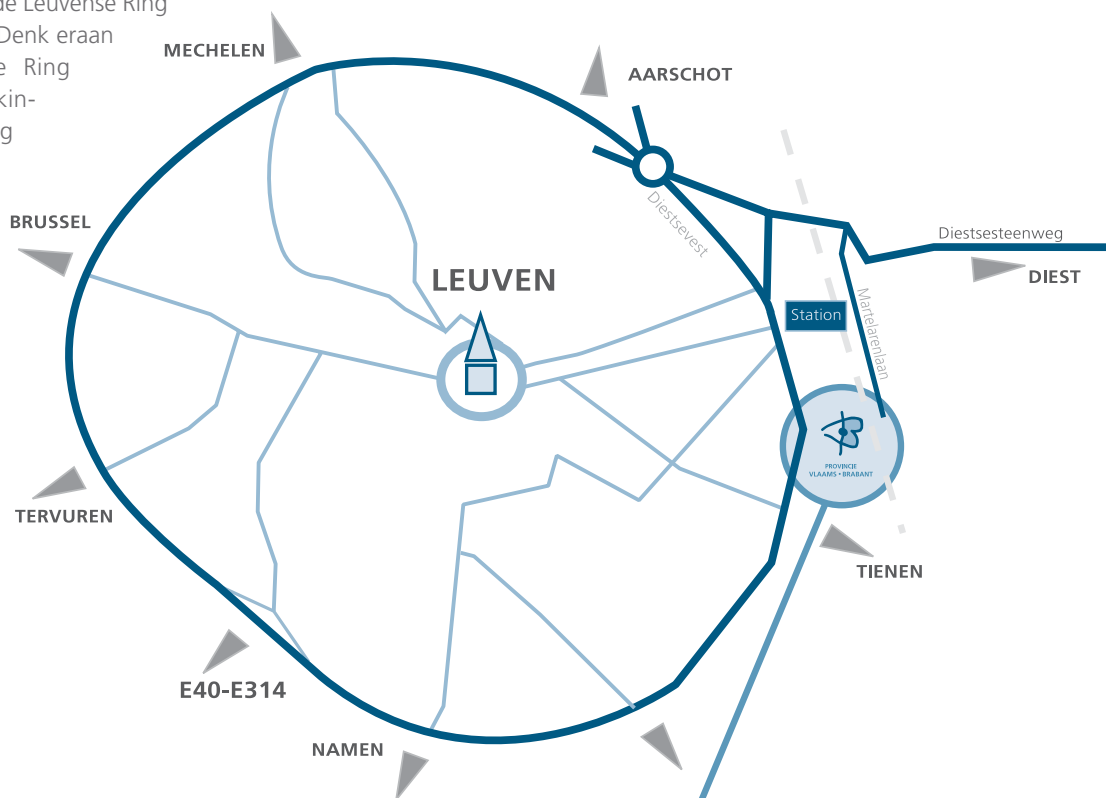 de Leuvense Ring
Denk eraan
e Ring
kin-
g
MECHELEN
AARSCHOT
BRUSSEL
Diestsevest
Diestsesteenweg
DIEST
LEUVEN
Station
Martelarenlaan
PROVINCIE
VLAAMS • BRABANT
TERVUREN
TIENEN
E40-E314
NAMEN